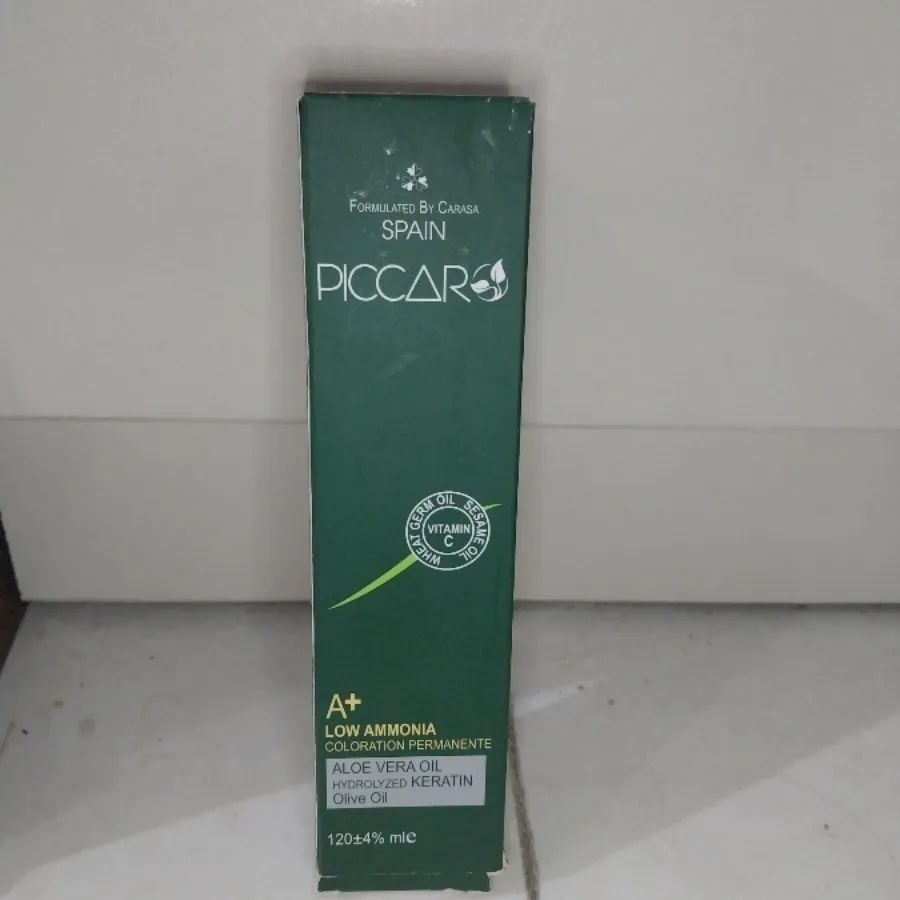 FORMULATED BY CARASA
SPAIN
PICCARO
WHEAT GERM OIL SESAME OIL
VITAMIN
C
A+
LOW AMMONIA
COLORATION PERMANENTE
ALOE VERA OIL
HYDROLYZED KERATIN
Olive Oil
120±4% mle